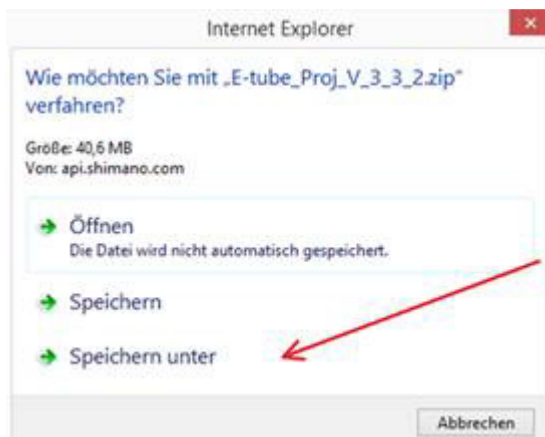 Internet Explorer
Wie möchten Sie mit „E-tube_Proj_V_3_3_2.zip“
verfahren?
Größe: 40,6 MB
Von: api.shimano.com
Öffnen
Die Datei wird nicht automatisch gespeichert.
Speichern
Speichern unter
Abbrechen